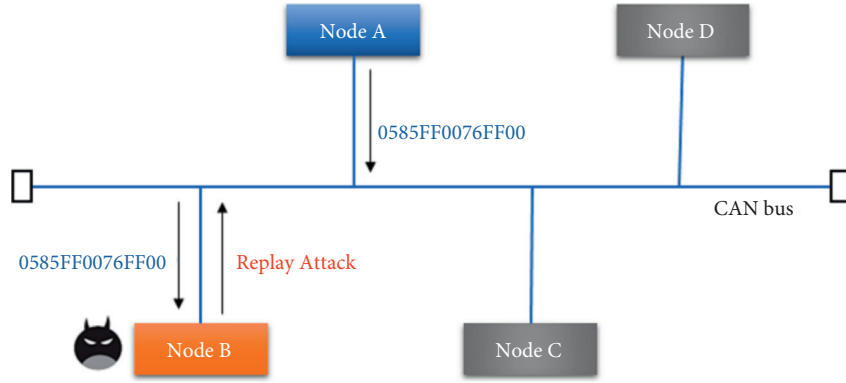 Node A
Node D
0585FF0076FF00
CAN bus
0585FF0076FF00
Replay Attack
Node B
Node C